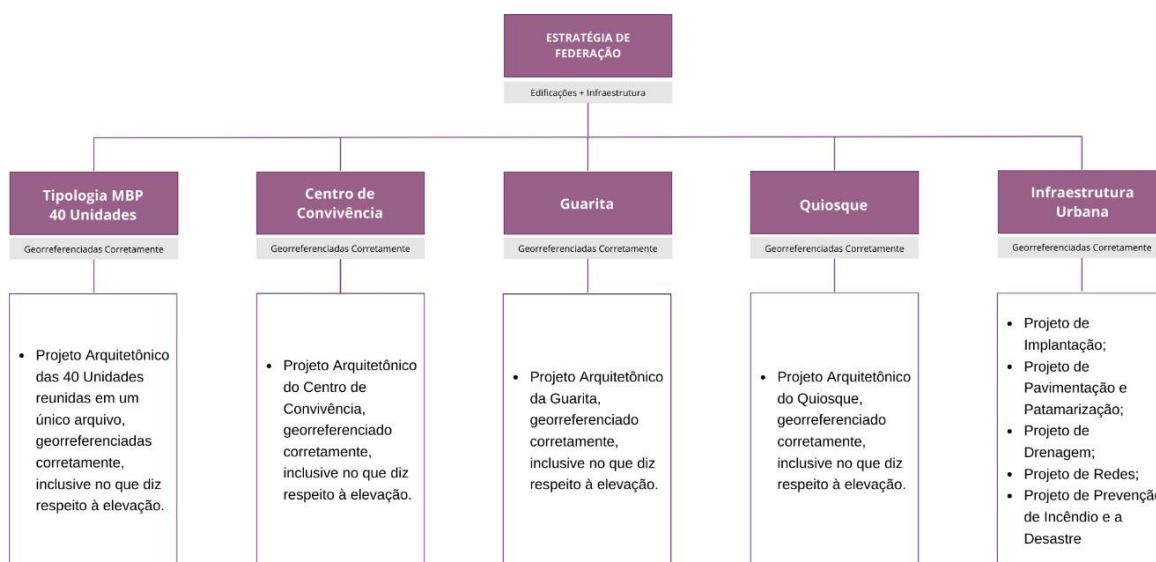 ESTRATÉGIA DE
FEDERAÇÃO
Edificações + Infraestrutura
Tipologia MBP
40 Unidades
Georreferenciadas Corretamente
• Projeto Arquitetônico
das 40 Unidades
reunidas em um
único arquivo,
georreferenciadas
corretamente,
inclusive no que diz
respeito à elevação.
Centro de
Convivência
Georreferenciadas Corretamente
• Projeto Arquitetônico
do Centro de
Convivência,
georreferenciado
corretamente,
inclusive no que diz
respeito à elevação.
Guarita
Georreferenciadas Corretamente
• Projeto Arquitetônico
da Guarita,
georreferenciado
corretamente,
inclusive no que diz
respeito à elevação.
Quiosque
Georreferenciadas Corretamente
• Projeto Arquitetônico
do Quiosque,
georreferenciado
corretamente,
inclusive no que diz
respeito à elevação.
Infraestrutura
Urbana
Georreferenciadas Corretamente
• Projeto de
Implantação;
• Projeto de
Pavimentação e
Patamarização;
• Projeto de
Drenagem;
• Projeto de Redes;
• Projeto de Prevenção
de Incêndio e a
Desastre